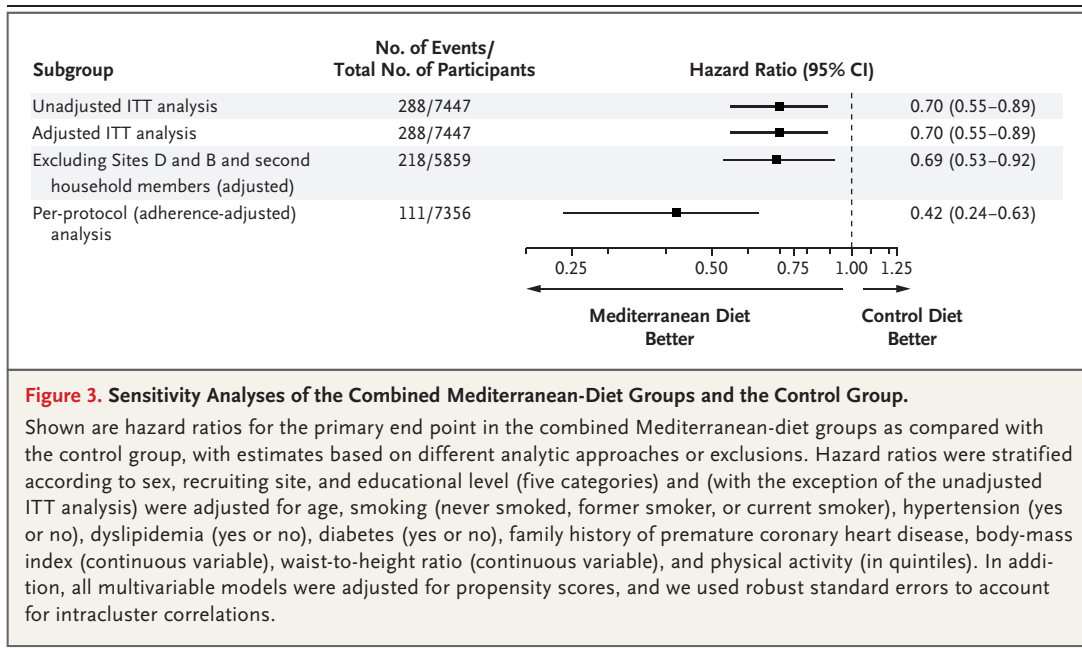 No. of Events/
Subgroup Total No. of Participants Hazard Ratio (95% CI)
Unadjusted ITT analysis 288/7447 0.70 (0.55–0.89)
Adjusted ITT analysis 288/7447 0.70 (0.55–0.89)
Excluding Sites D and B and second 218/5859 0.69 (0.53–0.92)
household members (adjusted)
Per-protocol (adherence-adjusted) 111/7356 0.42 (0.24–0.63)
analysis
0.25 0.50 0.75 1.00 1.25
Mediterranean Diet Control Diet
Better Better
Figure 3. Sensitivity Analyses of the Combined Mediterranean-Diet Groups and the Control Group.
Shown are hazard ratios for the primary end point in the combined Mediterranean-diet groups as compared with
the control group, with estimates based on different analytic approaches or exclusions. Hazard ratios were stratified
according to sex, recruiting site, and educational level (five categories) and (with the exception of the unadjusted
ITT analysis) were adjusted for age, smoking (never smoked, former smoker, or current smoker), hypertension (yes
or no), dyslipidemia (yes or no), diabetes (yes or no), family history of premature coronary heart disease, body-mass
index (continuous variable), waist-to-height ratio (continuous variable), and physical activity (in quintiles). In addi-
tion, all multivariable models were adjusted for propensity scores, and we used robust standard errors to account
for intracluster correlations.